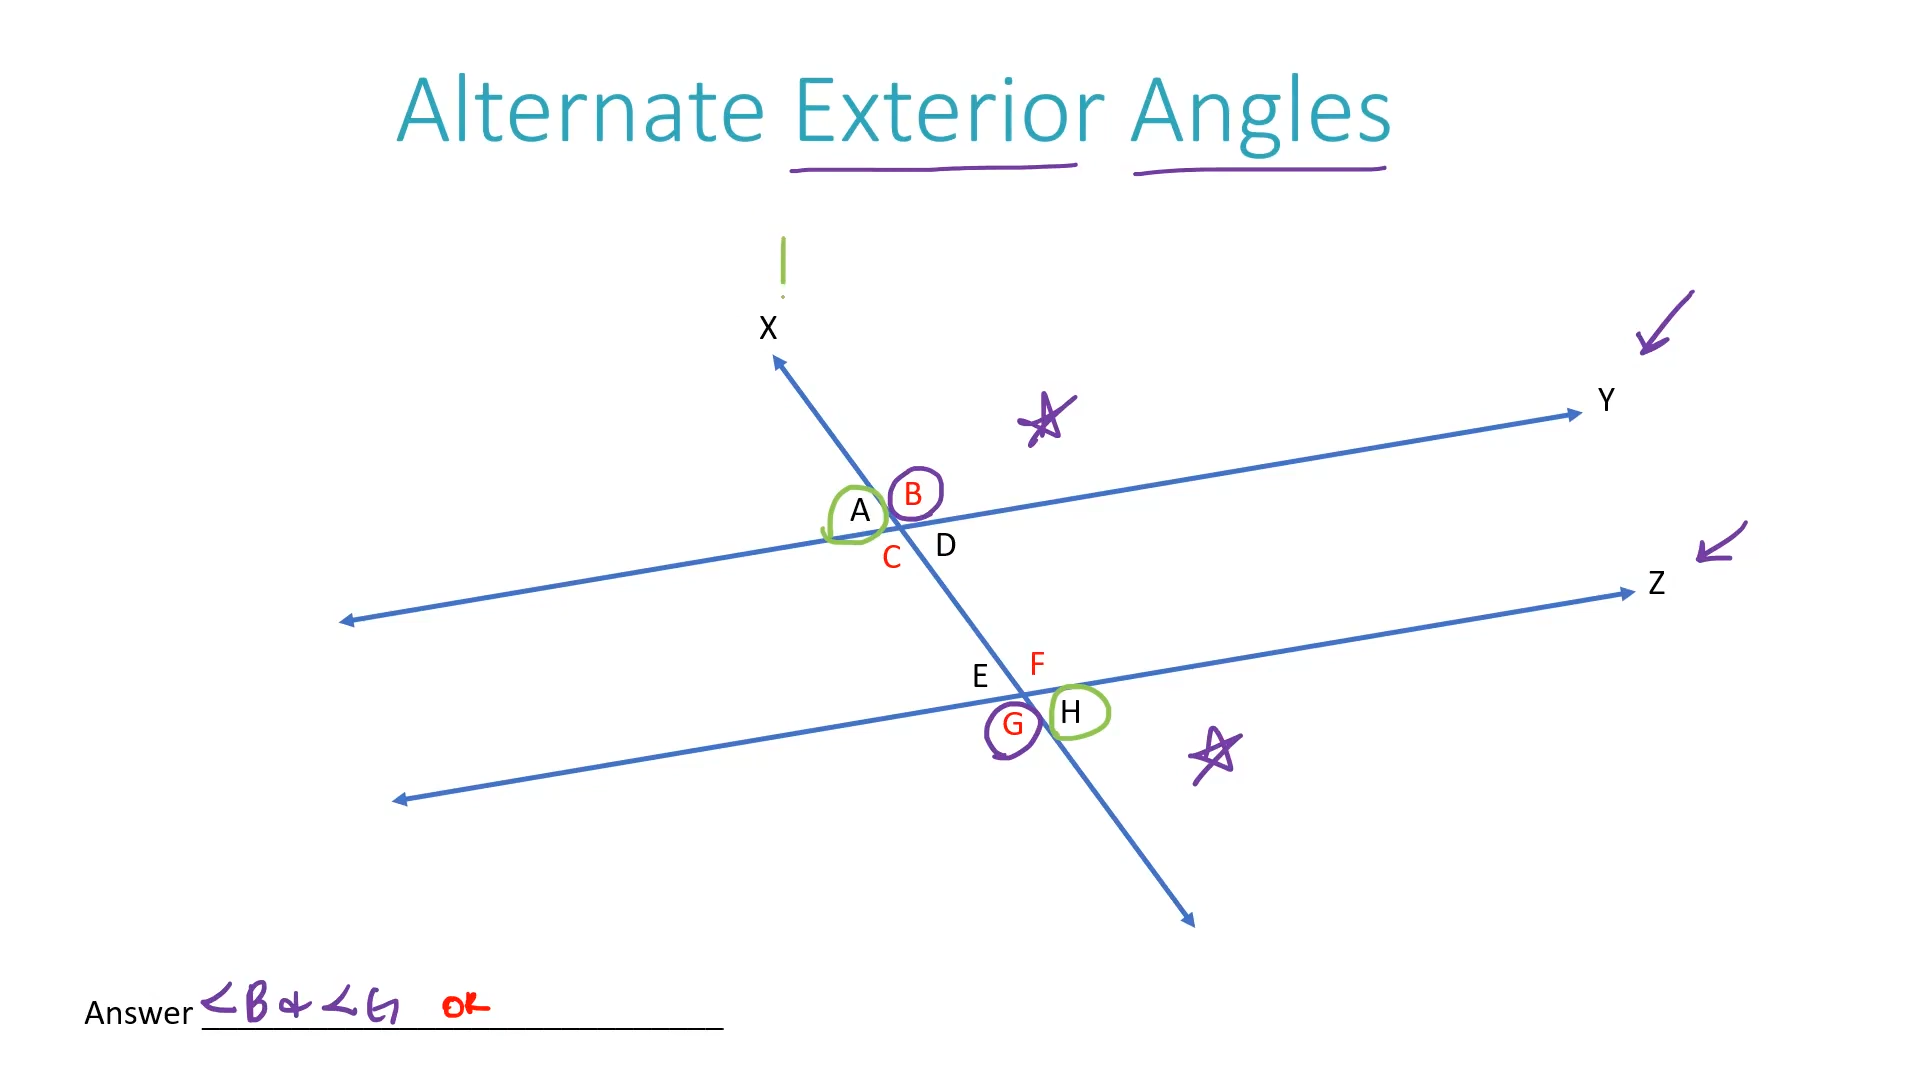 Alternate Exterior Angles
X
Y
A B
C D
Z
E F
G H
Answer ∠B & ∠G OR